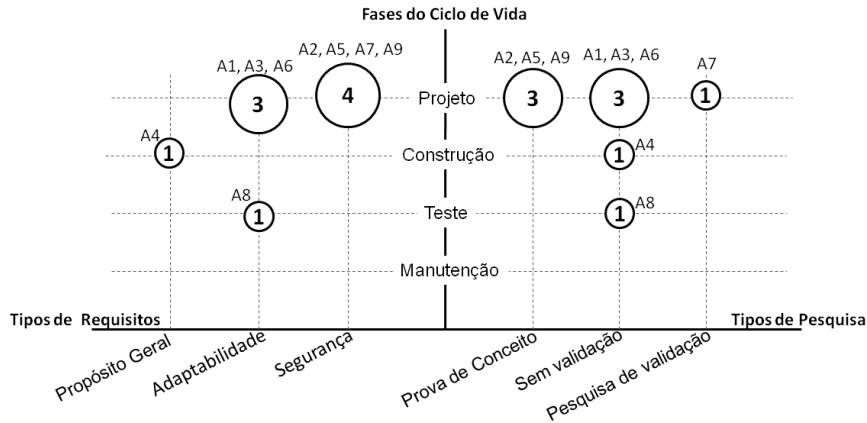 Fases do Ciclo de Vida
A2, A5, A7, A9
A1, A3, A6
A2, A5, A9
A1, A3, A6
A7
3
4
Projeto
3
3
1
A4
1
Construção
1
A4
A8
1
Teste
1
A8
Manutenção
Tipos de Requisitos
Tipos de Pesquisa
Propósito Geral
Adaptabilidade
Segurança
Prova de Conceito
Sem validação
Pesquisa de validação